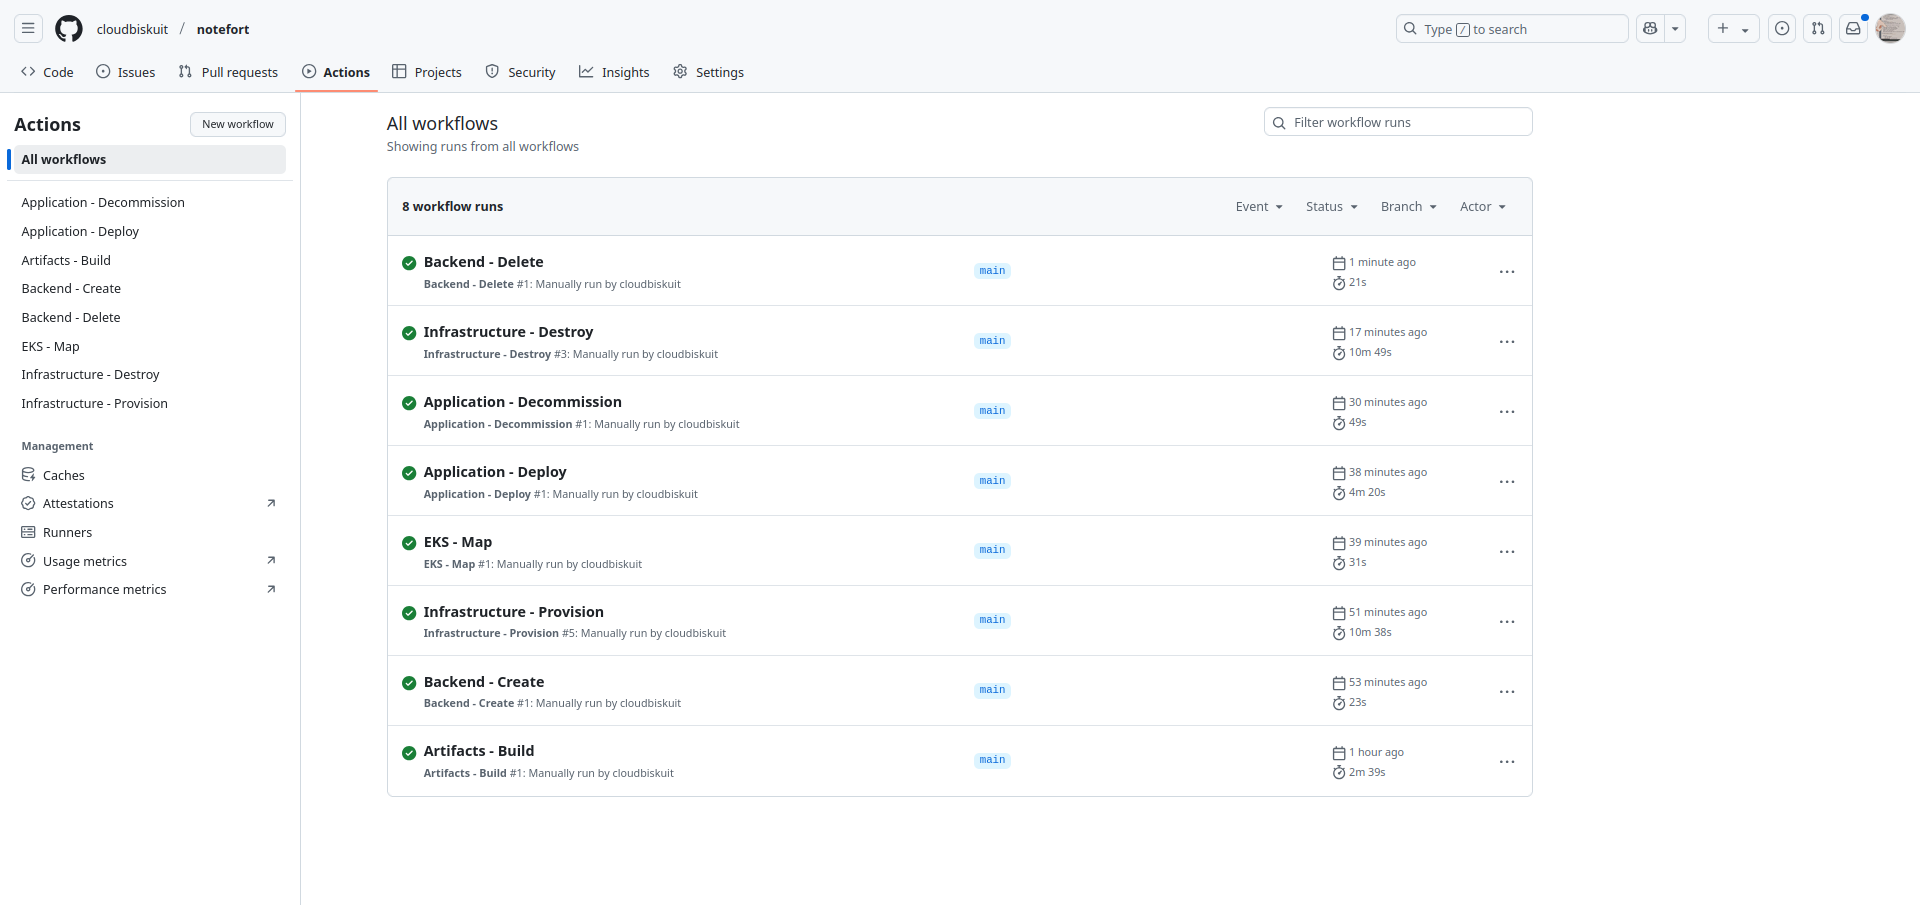 cloudbiskuit / notefort
Type / to search
Code Issues Pull requests Actions Projects Security Insights Settings
Actions
New workflow
All workflows
Application - Decommission
Application - Deploy
Artifacts - Build
Backend - Create
Backend - Delete
EKS - Map
Infrastructure - Destroy
Infrastructure - Provision
Management
Caches
Attestations
Runners
Usage metrics
Performance metrics
All workflows
Showing runs from all workflows
Filter workflow runs
8 workflow runs
Event Status Branch Actor
Backend - Delete
Backend - Delete #1: Manually run by cloudbiskuit
main
1 minute ago
21s
Infrastructure - Destroy
Infrastructure - Destroy #3: Manually run by cloudbiskuit
main
17 minutes ago
10m 49s
Application - Decommission
Application - Decommission #1: Manually run by cloudbiskuit
main
30 minutes ago
49s
Application - Deploy
Application - Deploy #1: Manually run by cloudbiskuit
main
38 minutes ago
4m 20s
EKS - Map
EKS - Map #1: Manually run by cloudbiskuit
main
39 minutes ago
31s
Infrastructure - Provision
Infrastructure - Provision #5: Manually run by cloudbiskuit
main
51 minutes ago
10m 38s
Backend - Create
Backend - Create #1: Manually run by cloudbiskuit
main
53 minutes ago
23s
Artifacts - Build
Artifacts - Build #1: Manually run by cloudbiskuit
main
1 hour ago
2m 39s